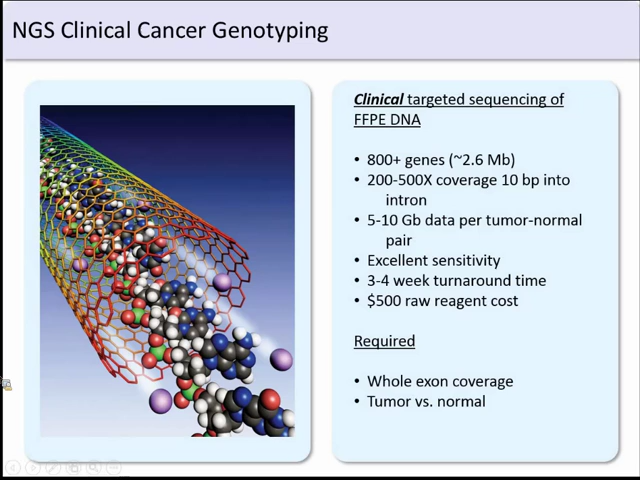 NGS Clinical Cancer Genotyping
Clinical targeted sequencing of
FFPE DNA
• 800+ genes (~2.6 Mb)
• 200-500X coverage 10 bp into
intron
• 5-10 Gb data per tumor-normal
pair
• Excellent sensitivity
• 3-4 week turnaround time
• $500 raw reagent cost
Required
• Whole exon coverage
• Tumor vs. normal